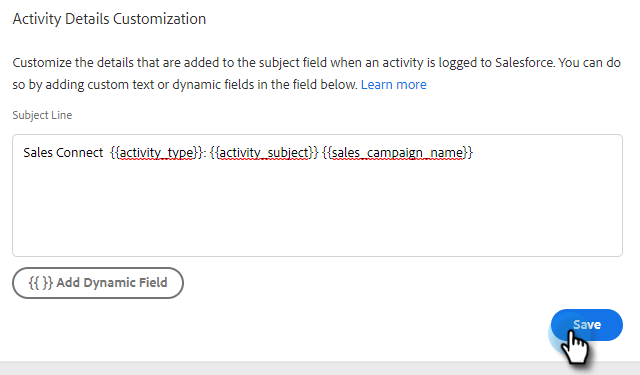 Activity Details Customization
Customize the details that are added to the subject field when an activity is logged to Salesforce. You can do
so by adding custom text or dynamic fields in the field below. Learn more
Subject Line
Sales Connect  {{activity_type}}: {{activity_subject}} {{sales_campaign_name}}
{{ }} Add Dynamic Field
Save